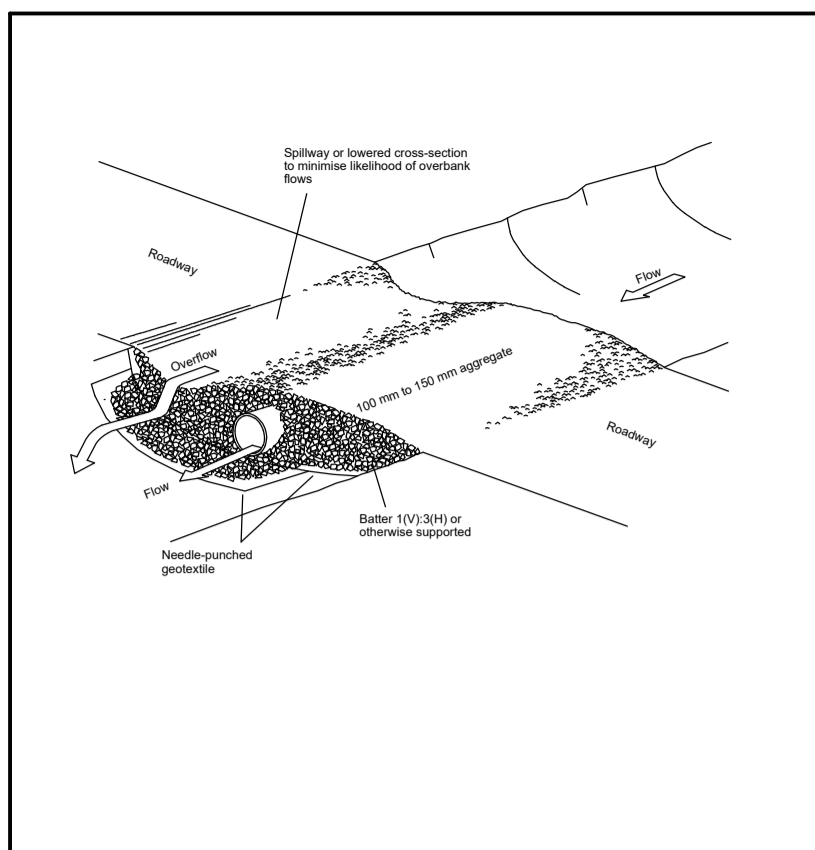 Spillway or lowered cross-section
to minimise likelihood of overbank
flows
Roadway
Flow
Overflow
100 mm to 150 mm aggregate
Roadway
Flow
Batter 1(V):3(H) or
otherwise supported
Needle-punched
geotextile